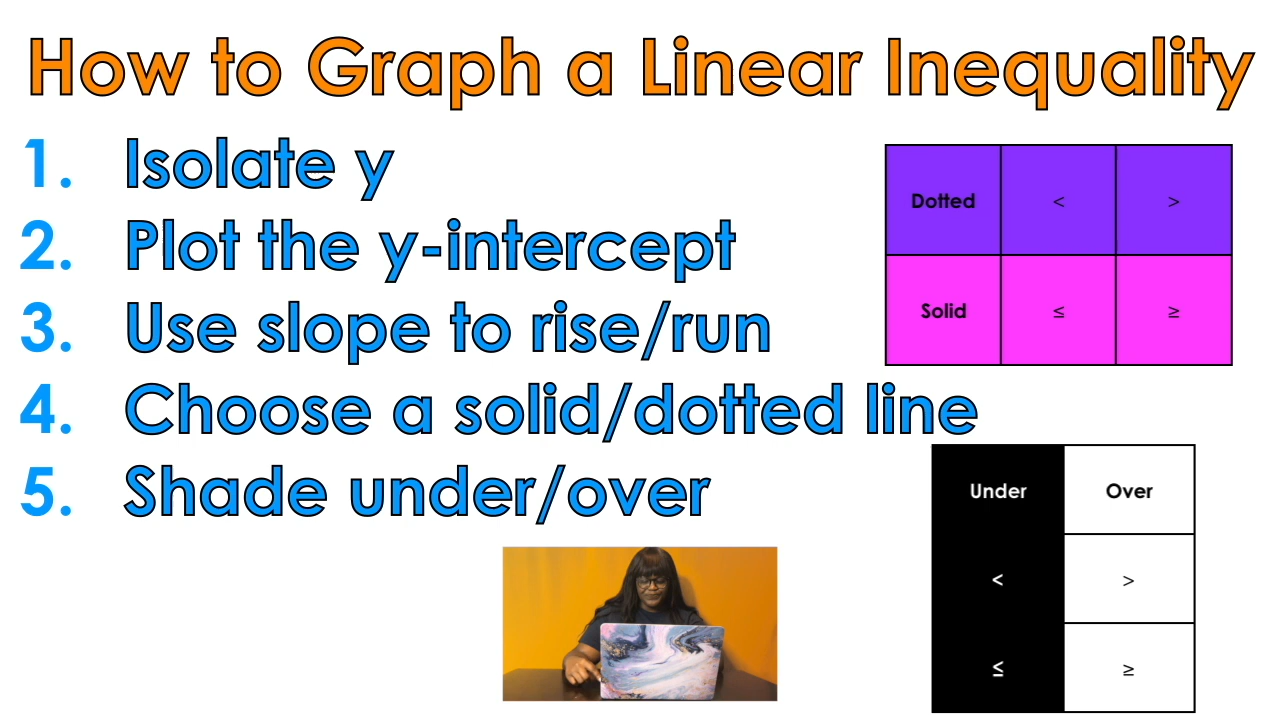 How to Graph a Linear Inequality
1. Isolate y
2. Plot the y-intercept
3. Use slope to rise/run
4. Choose a solid/dotted line
5. Shade under/over
Dotted < >
Solid ≤ ≥
Under Over
< >
≤ ≥